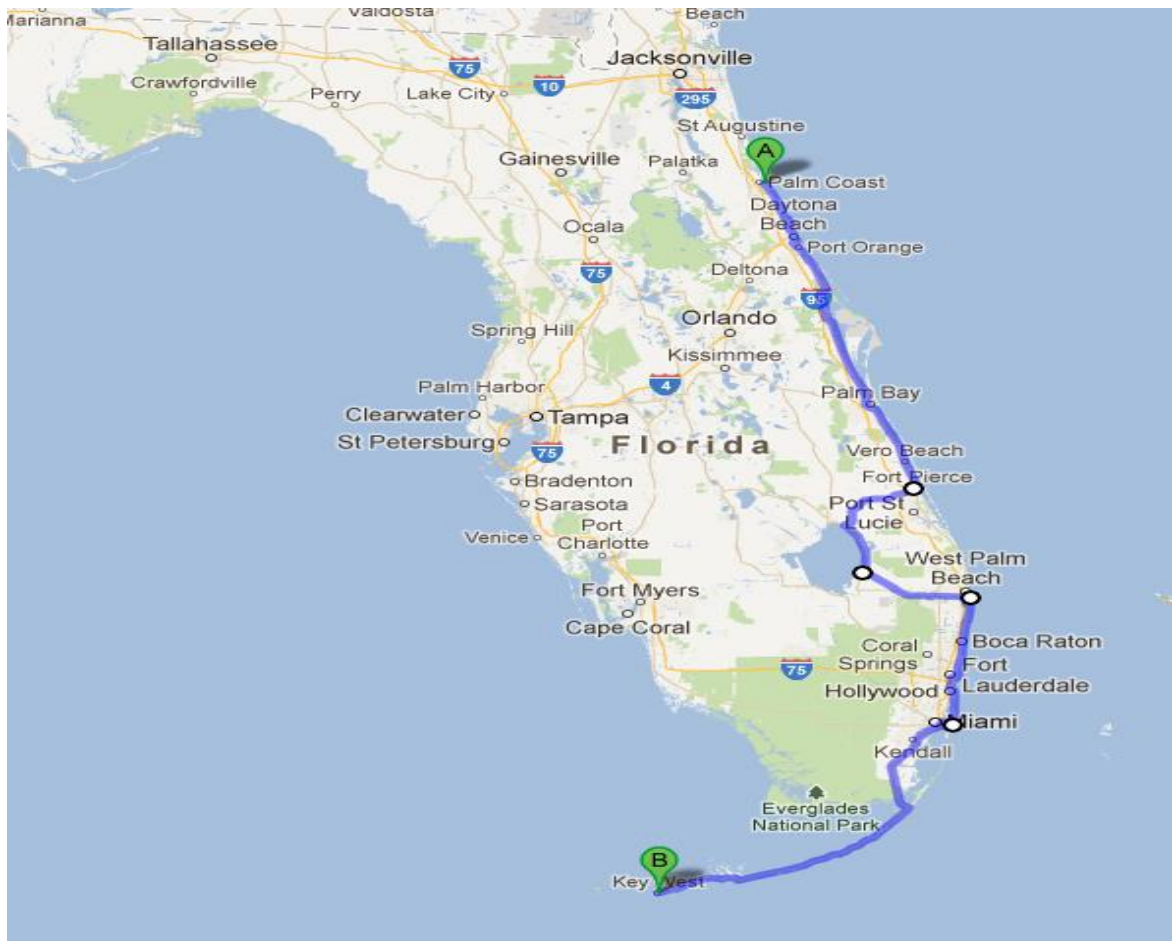 Marianna
Valdosta
Beach
Tallahassee
Jacksonville
75
Crawfordville
Perry
Lake City
10
295
St Augustine
A
Gainesville
Palatka
Palm Coast
Daytona
Beach
Ocala
Port Orange
75
Deltona
95
Orlando
Spring Hill
Kissimmee
Palm Harbor
4
Palm Bay
Clearwater
Tampa
St Petersburg
75
Florida
Vero Beach
Bradenton
Fort Pierce
Sarasota
Port St
Lucie
Venice
Port
Charlotte
West Palm
Beach
Fort Myers
Cape Coral
Boca Raton
Coral
Springs
75
Fort
Lauderdale
Hollywood
Miami
Kendall
Everglades
National Park
B
Key West